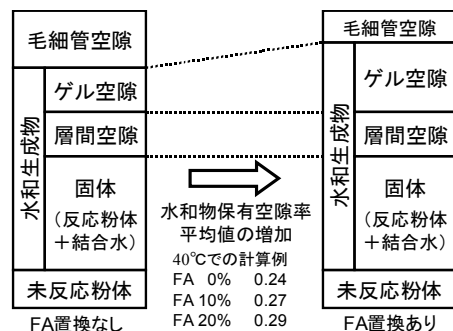 毛細管空隙
水和生成物
ゲル空隙
層間空隙
固体
(反応粉体
+結合水)
未反応粉体
FA置換なし
水和物保有空隙率
平均値の増加
40℃での計算例
FA 0% 0.24
FA 10% 0.27
FA 20% 0.29
毛細管空隙
水和生成物
ゲル空隙
層間空隙
固体
(反応粉体
+結合水)
未反応粉体
FA置換あり